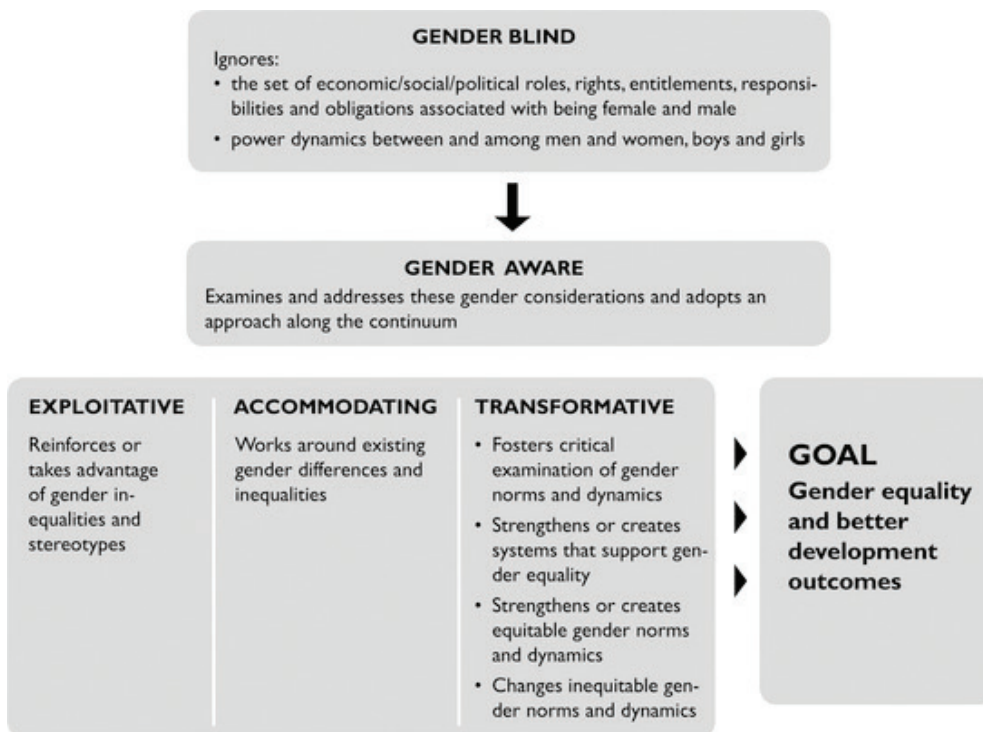 GENDER BLIND
Ignores:
• the set of economic/social/political roles, rights, entitlements, responsi-
bilities and obligations associated with being female and male
• power dynamics between and among men and women, boys and girls
GENDER AWARE
Examines and addresses these gender considerations and adopts an
approach along the continuum
EXPLOITATIVE
Reinforces or
takes advantage
of gender in-
equalities and
stereotypes
ACCOMMODATING
Works around existing
gender differences and
inequalities
TRANSFORMATIVE
• Fosters critical
examination of gender
norms and dynamics
• Strengthens or creates
systems that support gen-
der equality
• Strengthens or creates
equitable gender norms
and dynamics
• Changes inequitable gen-
der norms and dynamics
GOAL
Gender equality
and better
development
outcomes